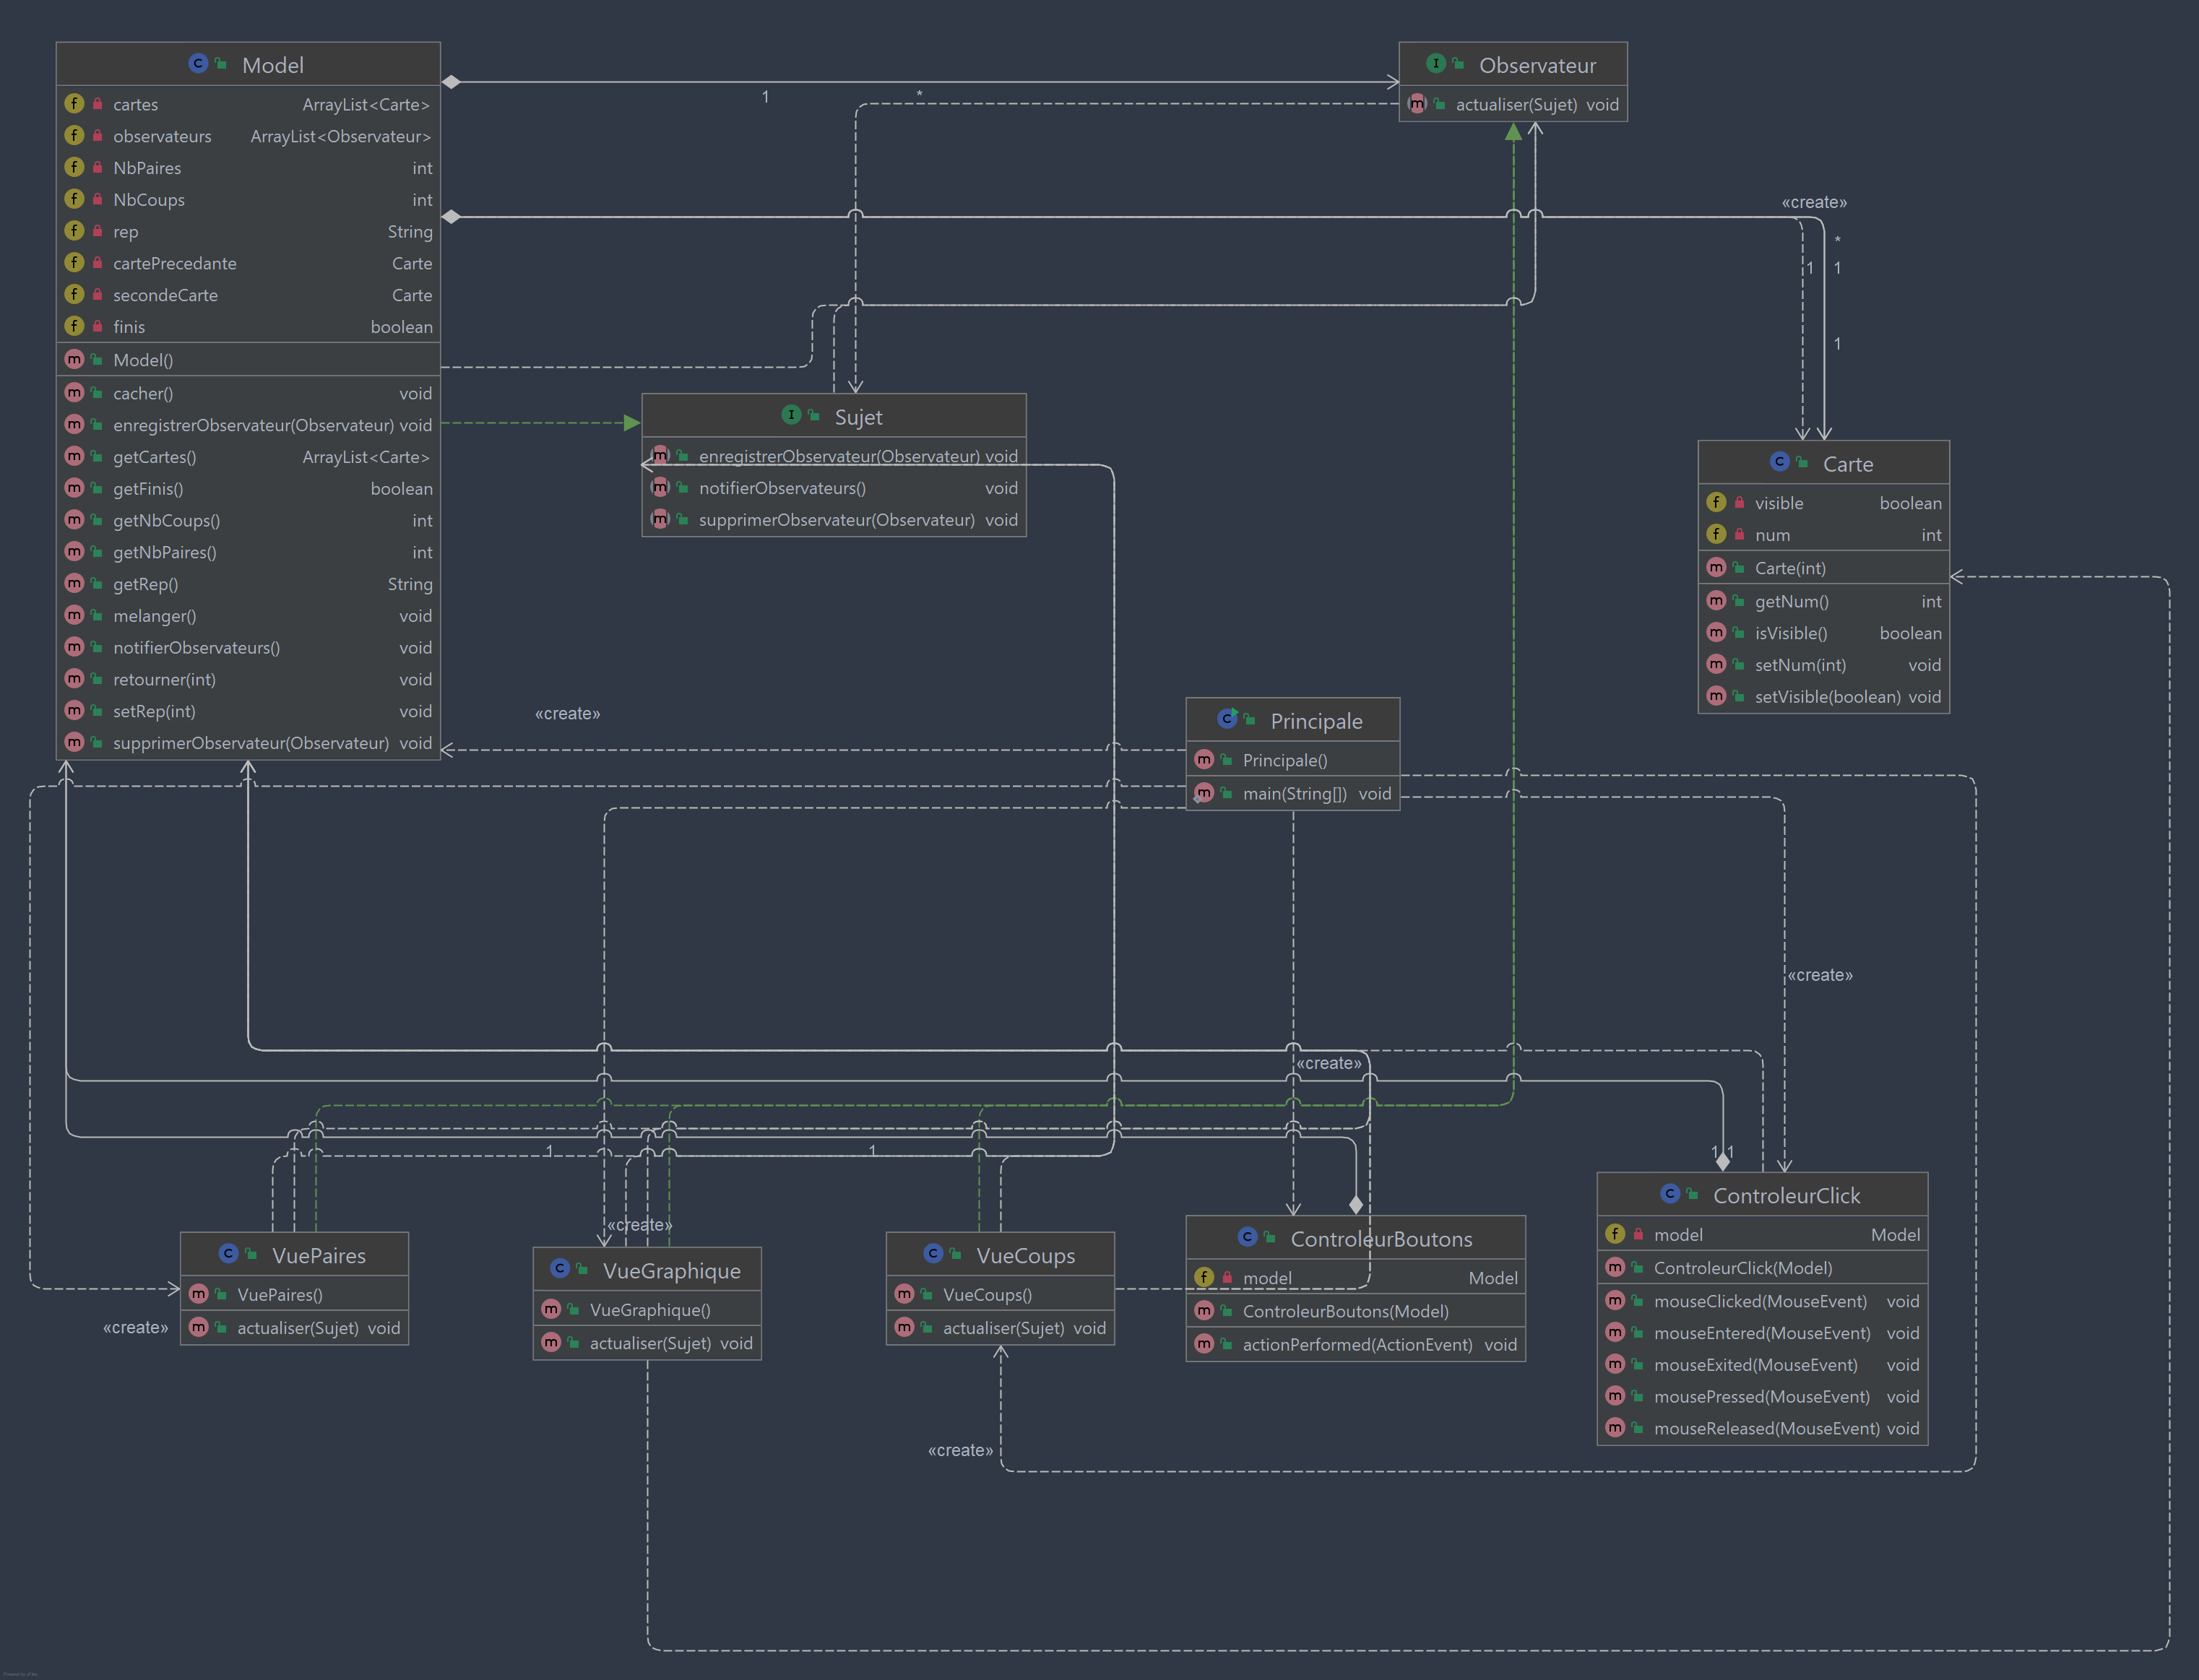 Model
cartes ArrayList<Carte>
observateurs ArrayList<Observateur>
NbPaires int
NbCoups int
rep String
cartePrecedante Carte
secondeCarte Carte
finis boolean
Model()
cacher() void
enregistrerObservateur(Observateur) void
getCartes() ArrayList<Carte>
getFinis() boolean
getNbCoups() int
getNbPaires() int
getRep() String
melanger() void
notifierObservateurs() void
retourner(int) void
setRep(int) void
supprimerObservateur(Observateur) void
Observateur
actualiser(Sujet) void
1
*
«create»
*
1
1
1
Sujet
enregistrerObservateur(Observateur) void
notifierObservateurs() void
supprimerObservateur(Observateur) void
Carte
visible boolean
num int
Carte(int)
getNum() int
isVisible() boolean
setNum(int) void
setVisible(boolean) void
«create»
Principale
Principale()
main(String[]) void
«create»
«create»
1
1
1
1
«create»
«create»
VuePaires
VuePaires()
actualiser(Sujet) void
VueGraphique
VueGraphique()
actualiser(Sujet) void
VueCoups
VueCoups()
actualiser(Sujet) void
«create»
ControleurBoutons
model Model
ControleurBoutons(Model)
actionPerformed(ActionEvent) void
ControleurClick
model Model
ControleurClick(Model)
mouseClicked(MouseEvent) void
mouseEntered(MouseEvent) void
mouseExited(MouseEvent) void
mousePressed(MouseEvent) void
mouseReleased(MouseEvent) void
Powered by yFiles